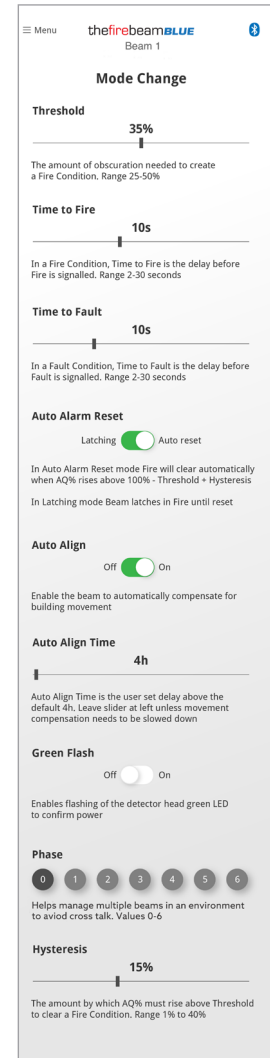 ≡ Menu thefirebeamBLUE
Beam 1
Mode Change
Threshold
35%
The amount of obscuration needed to create
a Fire Condition. Range 25-50%
Time to Fire
10s
In a Fire Condition, Time to Fire is the delay before
Fire is signalled. Range 2-30 seconds
Time to Fault
10s
In a Fault Condition, Time to Fault is the delay before
Fault is signalled. Range 2-30 seconds
Auto Alarm Reset
Latching Auto reset
In Auto Alarm Reset mode Fire will clear automatically
when AQ% rises above 100% - Threshold + Hysteresis
In Latching mode Beam latches in Fire until reset
Auto Align
Off On
Enable the beam to automatically compensate for
building movement
Auto Align Time
4h
Auto Align Time is the user set delay above the
default 4h, Leave slider at left unless movement
compensation needs to be slowed down
Green Flash
Off On
Enables flashing of the detector head green LED
to confirm power
Phase
0 1 2 3 4 5 6
Helps manage multiple beams in an environment
to aviod cross talk. Values 0-6
Hysteresis
15%
The amount by which AQ% must rise above Threshold
to clear a Fire Condition. Range 1% to 40%